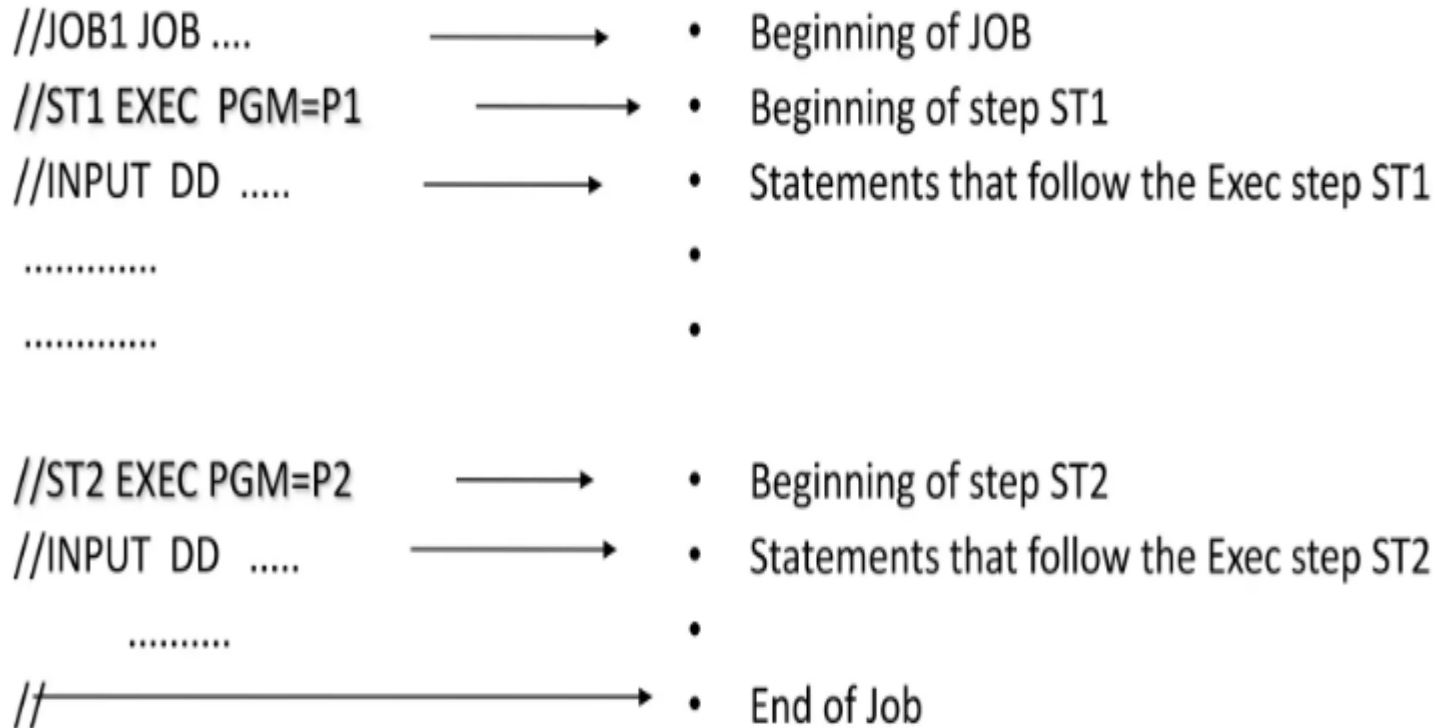 //JOB1 JOB .... • Beginning of JOB
//ST1 EXEC  PGM=P1 • Beginning of step ST1
//INPUT  DD  ..... • Statements that follow the Exec step ST1
............. •
............. •
//ST2 EXEC PGM=P2 • Beginning of step ST2
//INPUT  DD   ..... • Statements that follow the Exec step ST2
.......... •
// • End of Job